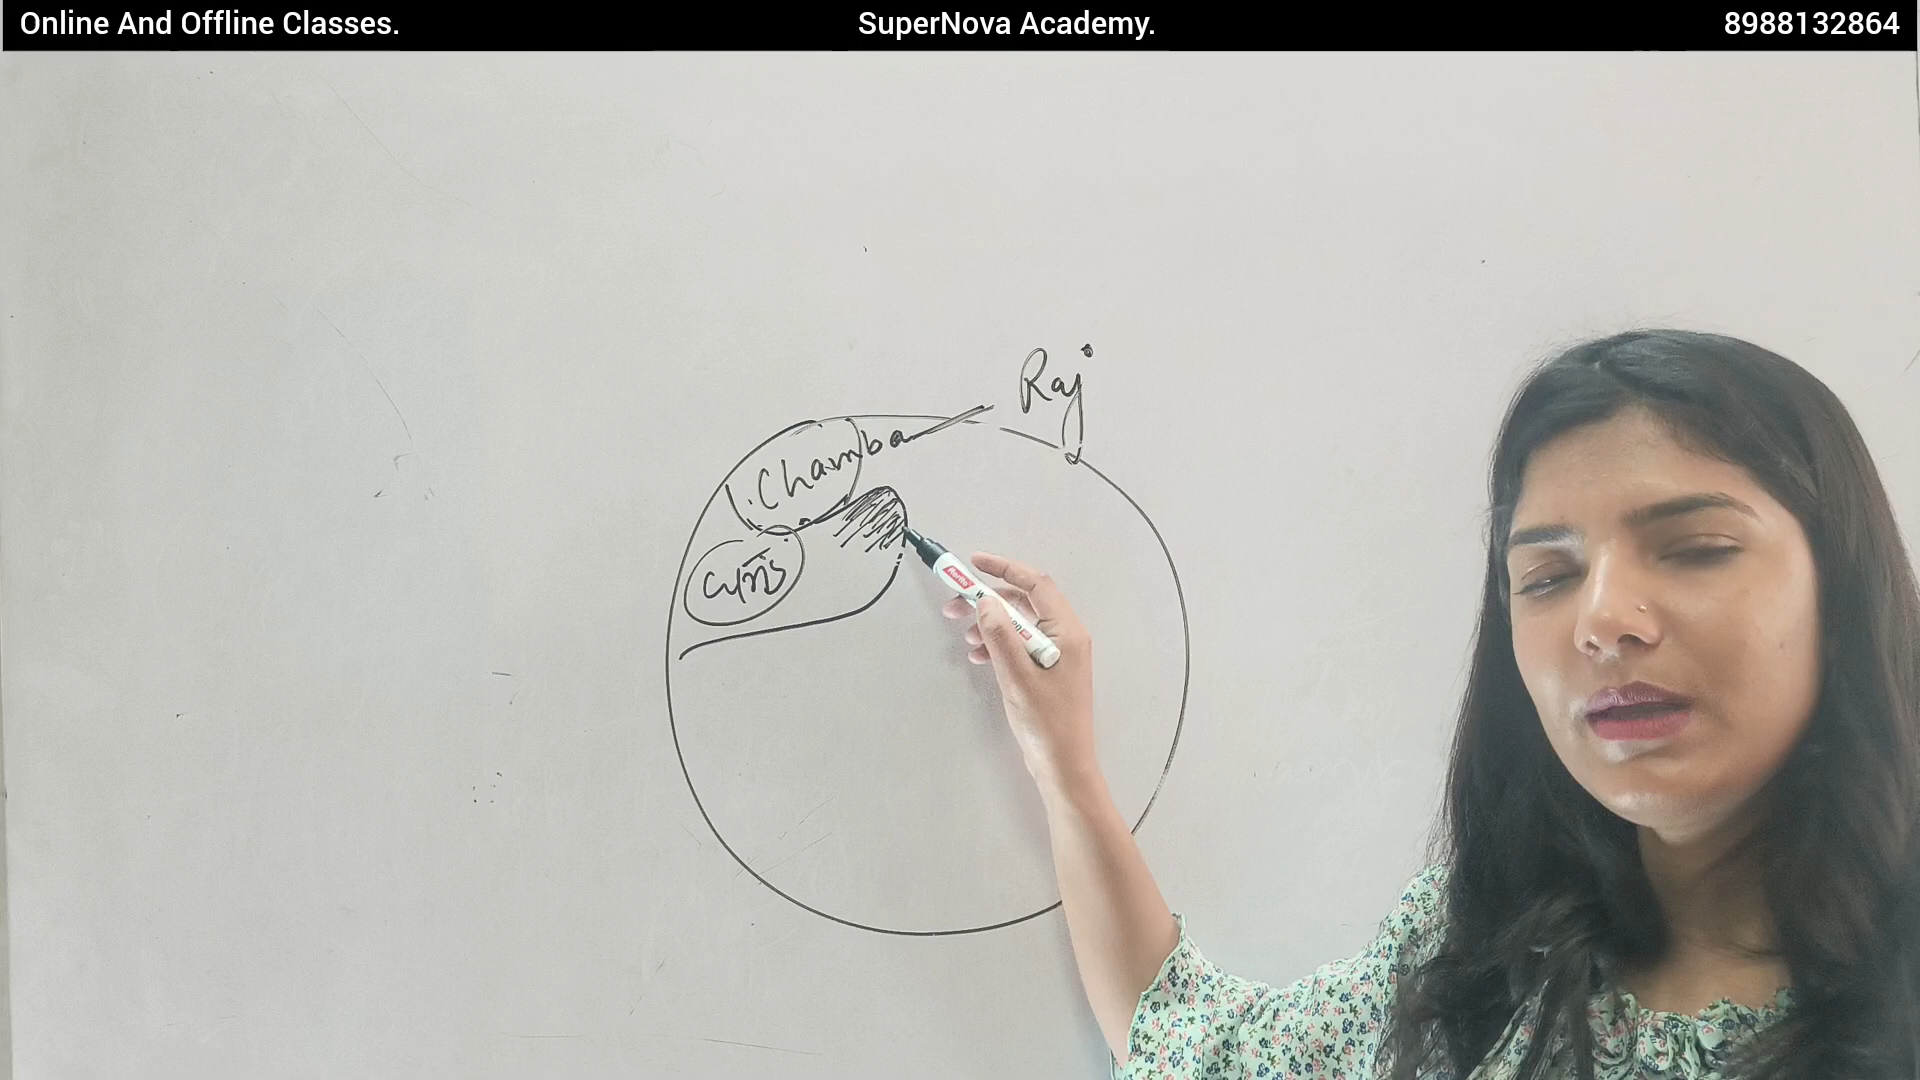 Online And Offline Classes.
SuperNova Academy.
8988132864
Raj
1. Chamba